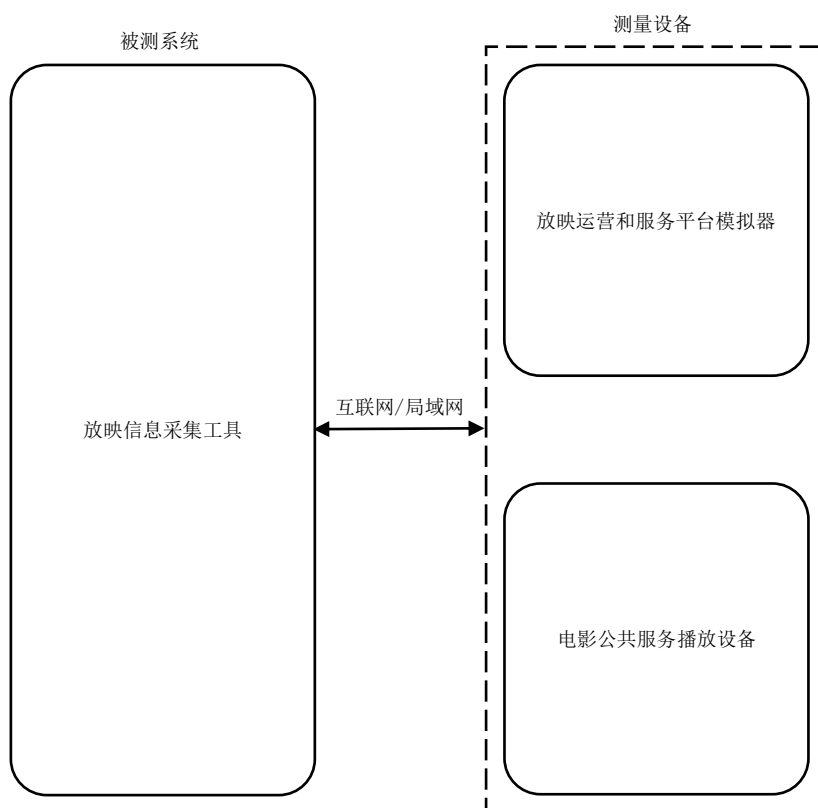 被测系统
测量设备
放映运营和服务平台模拟器
互联网/局域网
放映信息采集工具
电影公共服务播放设备